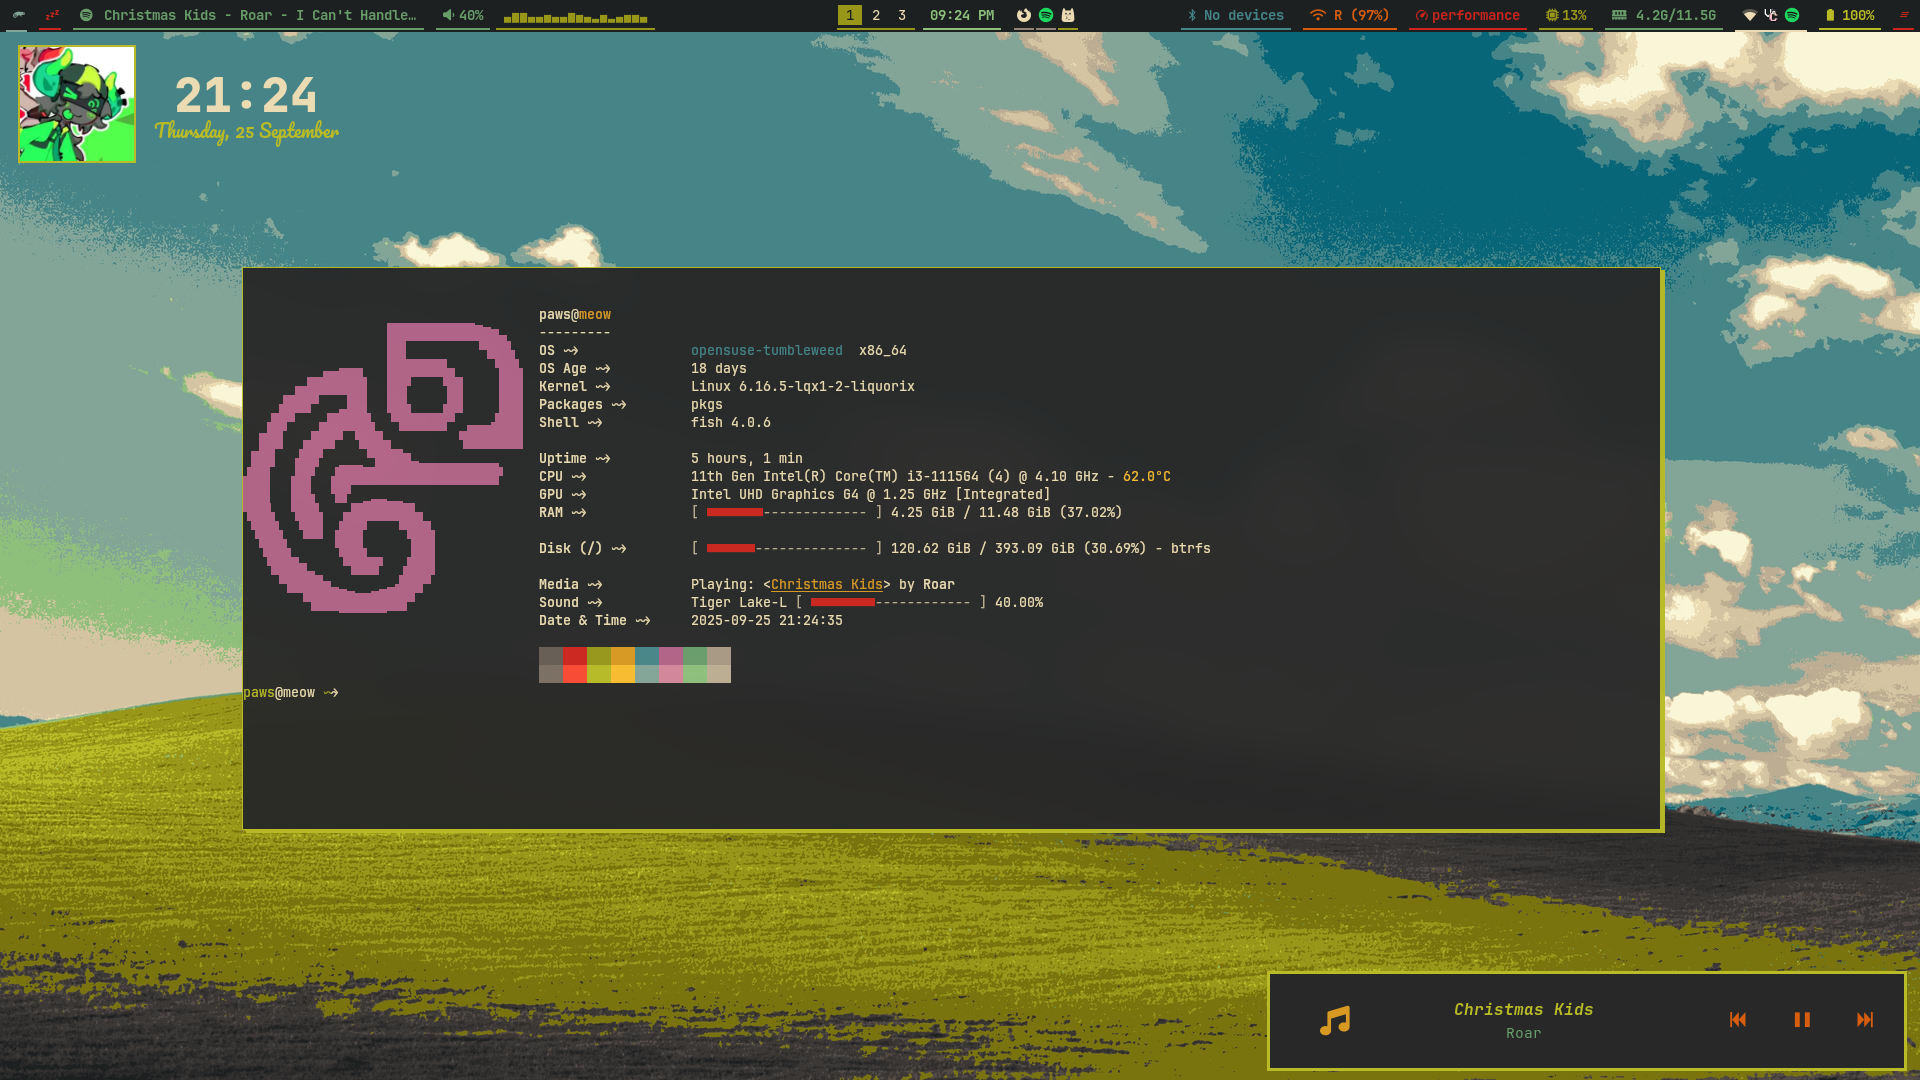 Christmas Kids - Roar - I Can't Handle…
40%
1 2 3
09:24 PM
No devices
R (97%)
performance
13%
4.2G/11.5G
100%
21:24
Thursday, 25 September
paws@meow
---------
OS ⤳ opensuse-tumbleweed x86_64
OS Age ⤳ 18 days
Kernel ⤳ Linux 6.16.5-lqx1-2-liquorix
Packages ⤳ pkgs
Shell ⤳ fish 4.0.6
Uptime ⤳ 5 hours, 1 min
CPU ⤳ 11th Gen Intel(R) Core(TM) i3-1115G4 (4) @ 4.10 GHz - 62.0°C
GPU ⤳ Intel UHD Graphics G4 @ 1.25 GHz [Integrated]
RAM ⤳ [ ■■■■■■■------------- ] 4.25 GiB / 11.48 GiB (37.02%)
Disk (/) ⤳ [ ■■■■■■-------------- ] 120.62 GiB / 393.09 GiB (30.69%) - btrfs
Media ⤳ Playing: <Christmas Kids> by Roar
Sound ⤳ Tiger Lake-L [ ■■■■■■■■------------ ] 40.00%
Date & Time ⤳ 2025-09-25 21:24:35
paws@meow ⤳
Christmas Kids
Roar